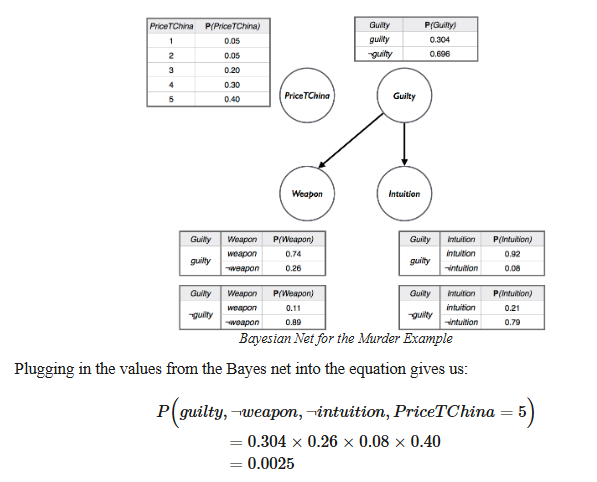 PriceTChina P(PriceTChina)
1 0.05
2 0.05
3 0.20
4 0.30
5 0.40
Guilty P(Guilty)
guilty 0.304
¬guilty 0.696
PriceTChina
Guilty
Weapon
Intuition
Guilty Weapon P(Weapon)
guilty
weapon 0.74
¬weapon 0.26
Guilty Weapon P(Weapon)
¬guilty
weapon 0.11
¬weapon 0.89
Guilty Intuition P(Intuition)
guilty
intuition 0.92
¬intuition 0.08
Guilty Intuition P(Intuition)
¬guilty
intuition 0.21
¬intuition 0.79
Bayesian Net for the Murder Example
Plugging in the values from the Bayes net into the equation gives us:
P(guilty, ¬weapon, ¬intuition, PriceTChina = 5)
= 0.304 × 0.26 × 0.08 × 0.40
= 0.0025